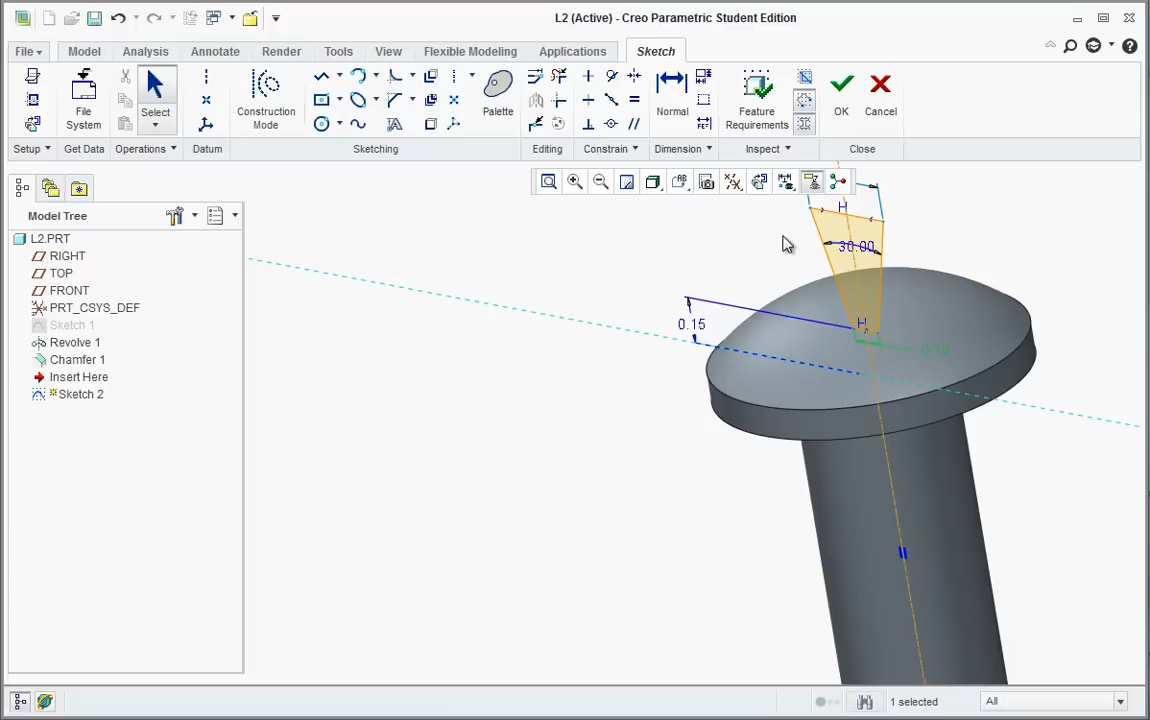 L2 (Active) - Creo Parametric Student Edition
File
Model
Analysis
Annotate
Render
Tools
View
Flexible Modeling
Applications
Sketch
File
System
Select
Construction
Mode
Palette
Normal
Feature
Requirements
OK
Cancel
Setup
Get Data
Operations
Datum
Sketching
Editing
Constrain
Dimension
Inspect
Close
Model Tree
L2.PRT
RIGHT
TOP
FRONT
PRT_CSYS_DEF
Sketch 1
Revolve 1
Chamfer 1
Insert Here
Sketch 2
H
30.00
H
0.15
1 selected
All